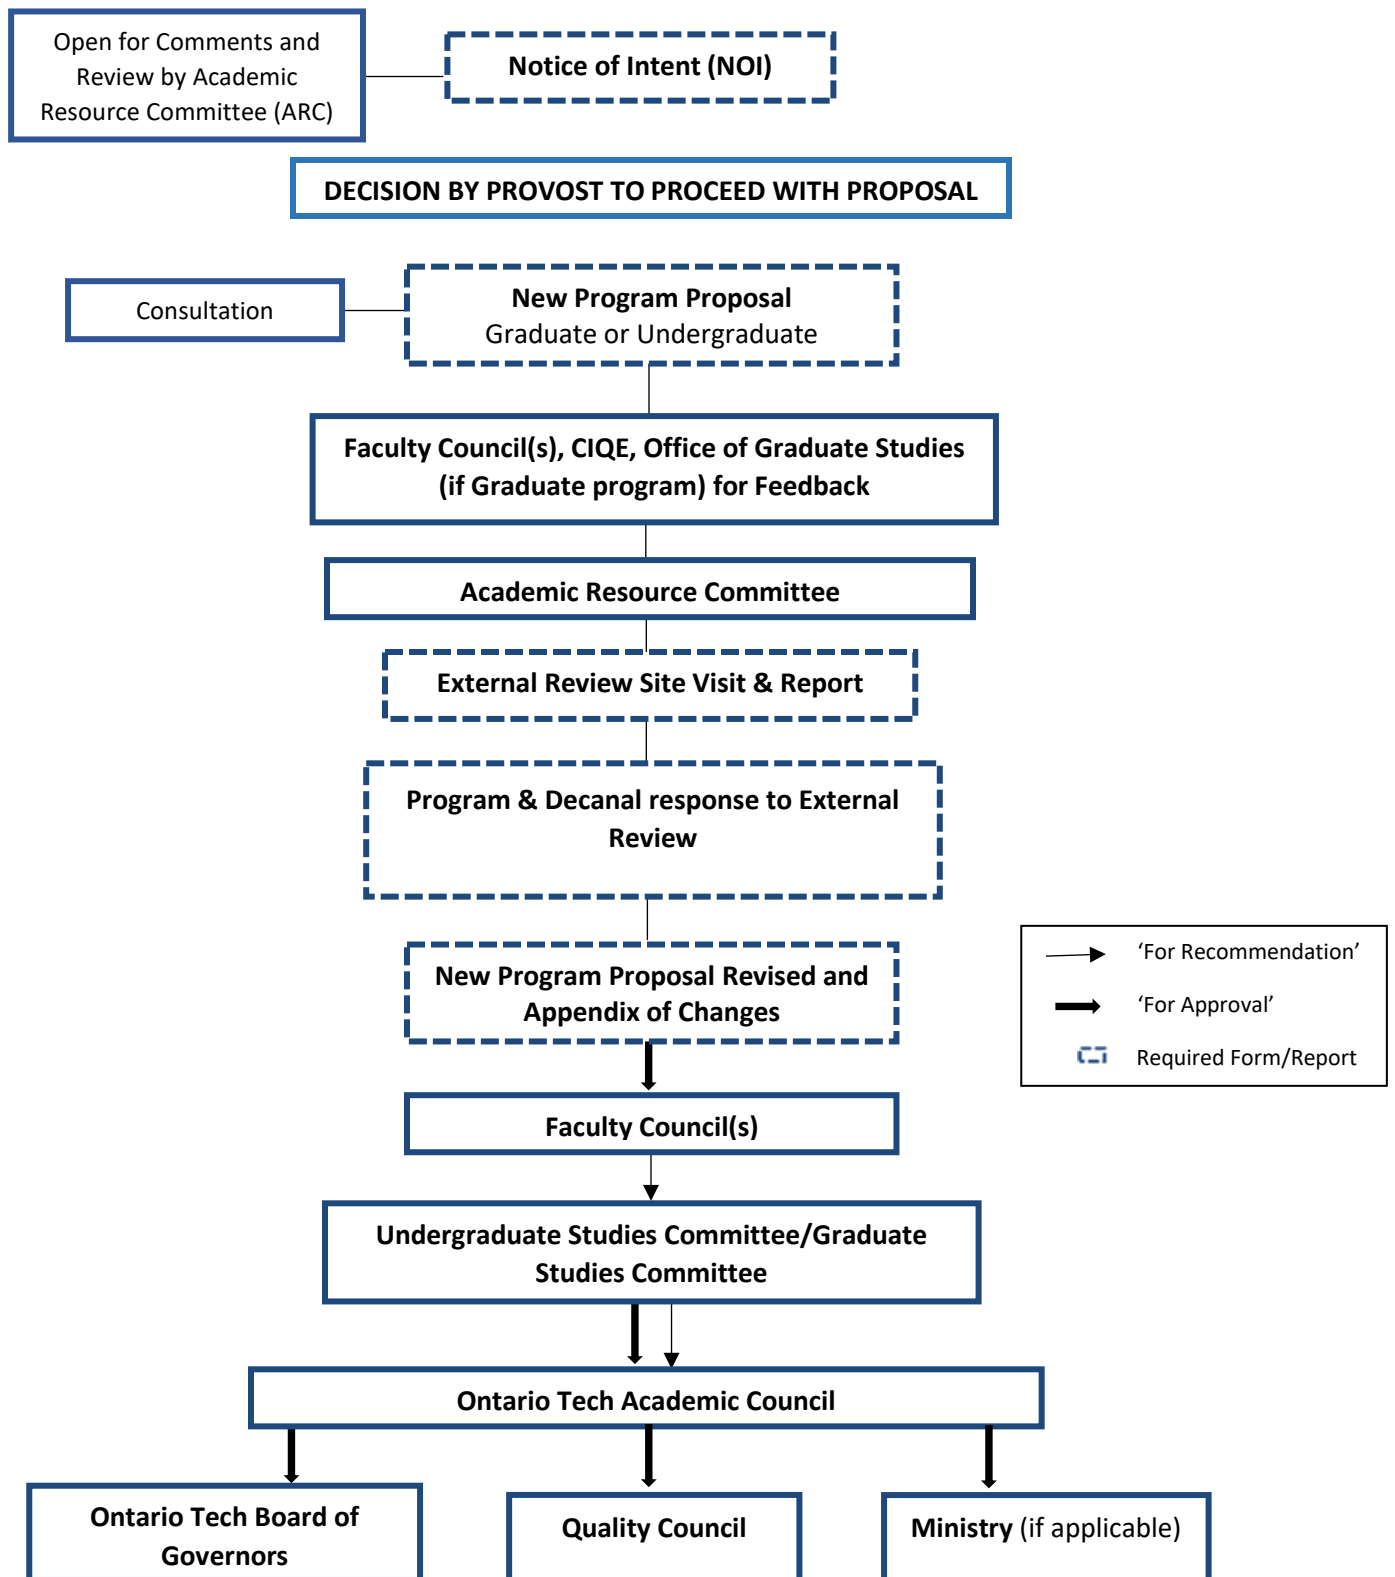 Open for Comments and
Review by Academic
Resource Committee (ARC)
Notice of Intent (NOI)
DECISION BY PROVOST TO PROCEED WITH PROPOSAL
Consultation
New Program Proposal
Graduate or Undergraduate
Faculty Council(s), CIQE, Office of Graduate Studies
(if Graduate program) for Feedback
Academic Resource Committee
External Review Site Visit & Report
Program & Decanal response to External
Review
New Program Proposal Revised and
Appendix of Changes
‘For Recommendation’
‘For Approval’
Required Form/Report
Faculty Council(s)
Undergraduate Studies Committee/Graduate
Studies Committee
Ontario Tech Academic Council
Ontario Tech Board of
Governors
Quality Council
Ministry (if applicable)